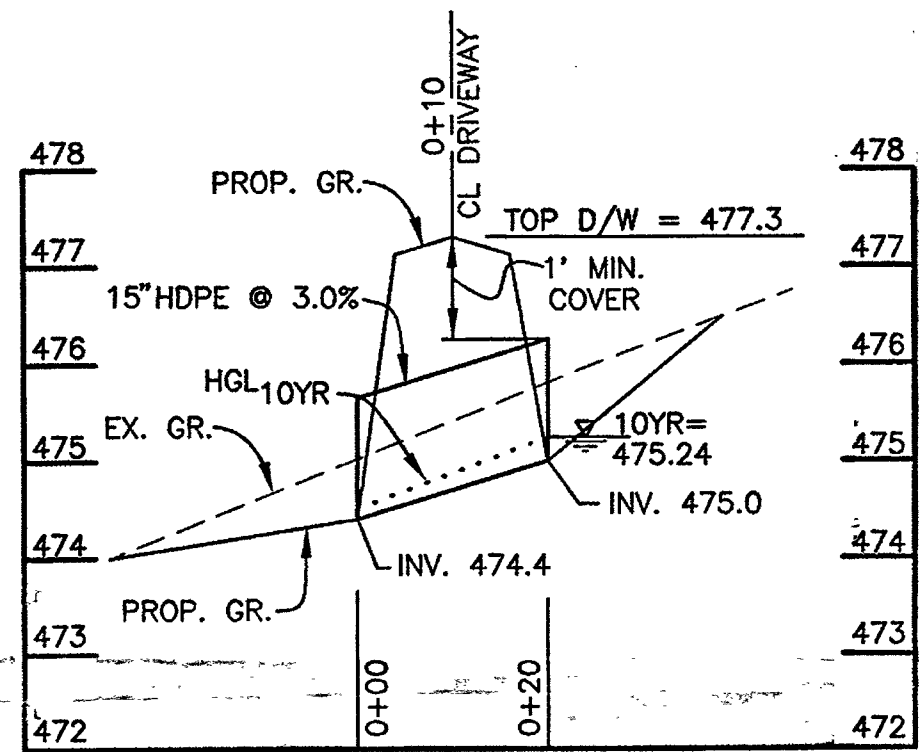 0+10
CL DRIVEWAY
478
478
PROP. GR.
TOP D/W = 477.3
477
477
1' MIN.
COVER
15"HDPE @ 3.0%
476
476
HGL10YR
EX. GR.
10YR=
475.24
475
475
INV. 475.0
474
474
INV. 474.4
PROP. GR.
473
473
0+00
0+20
472
472